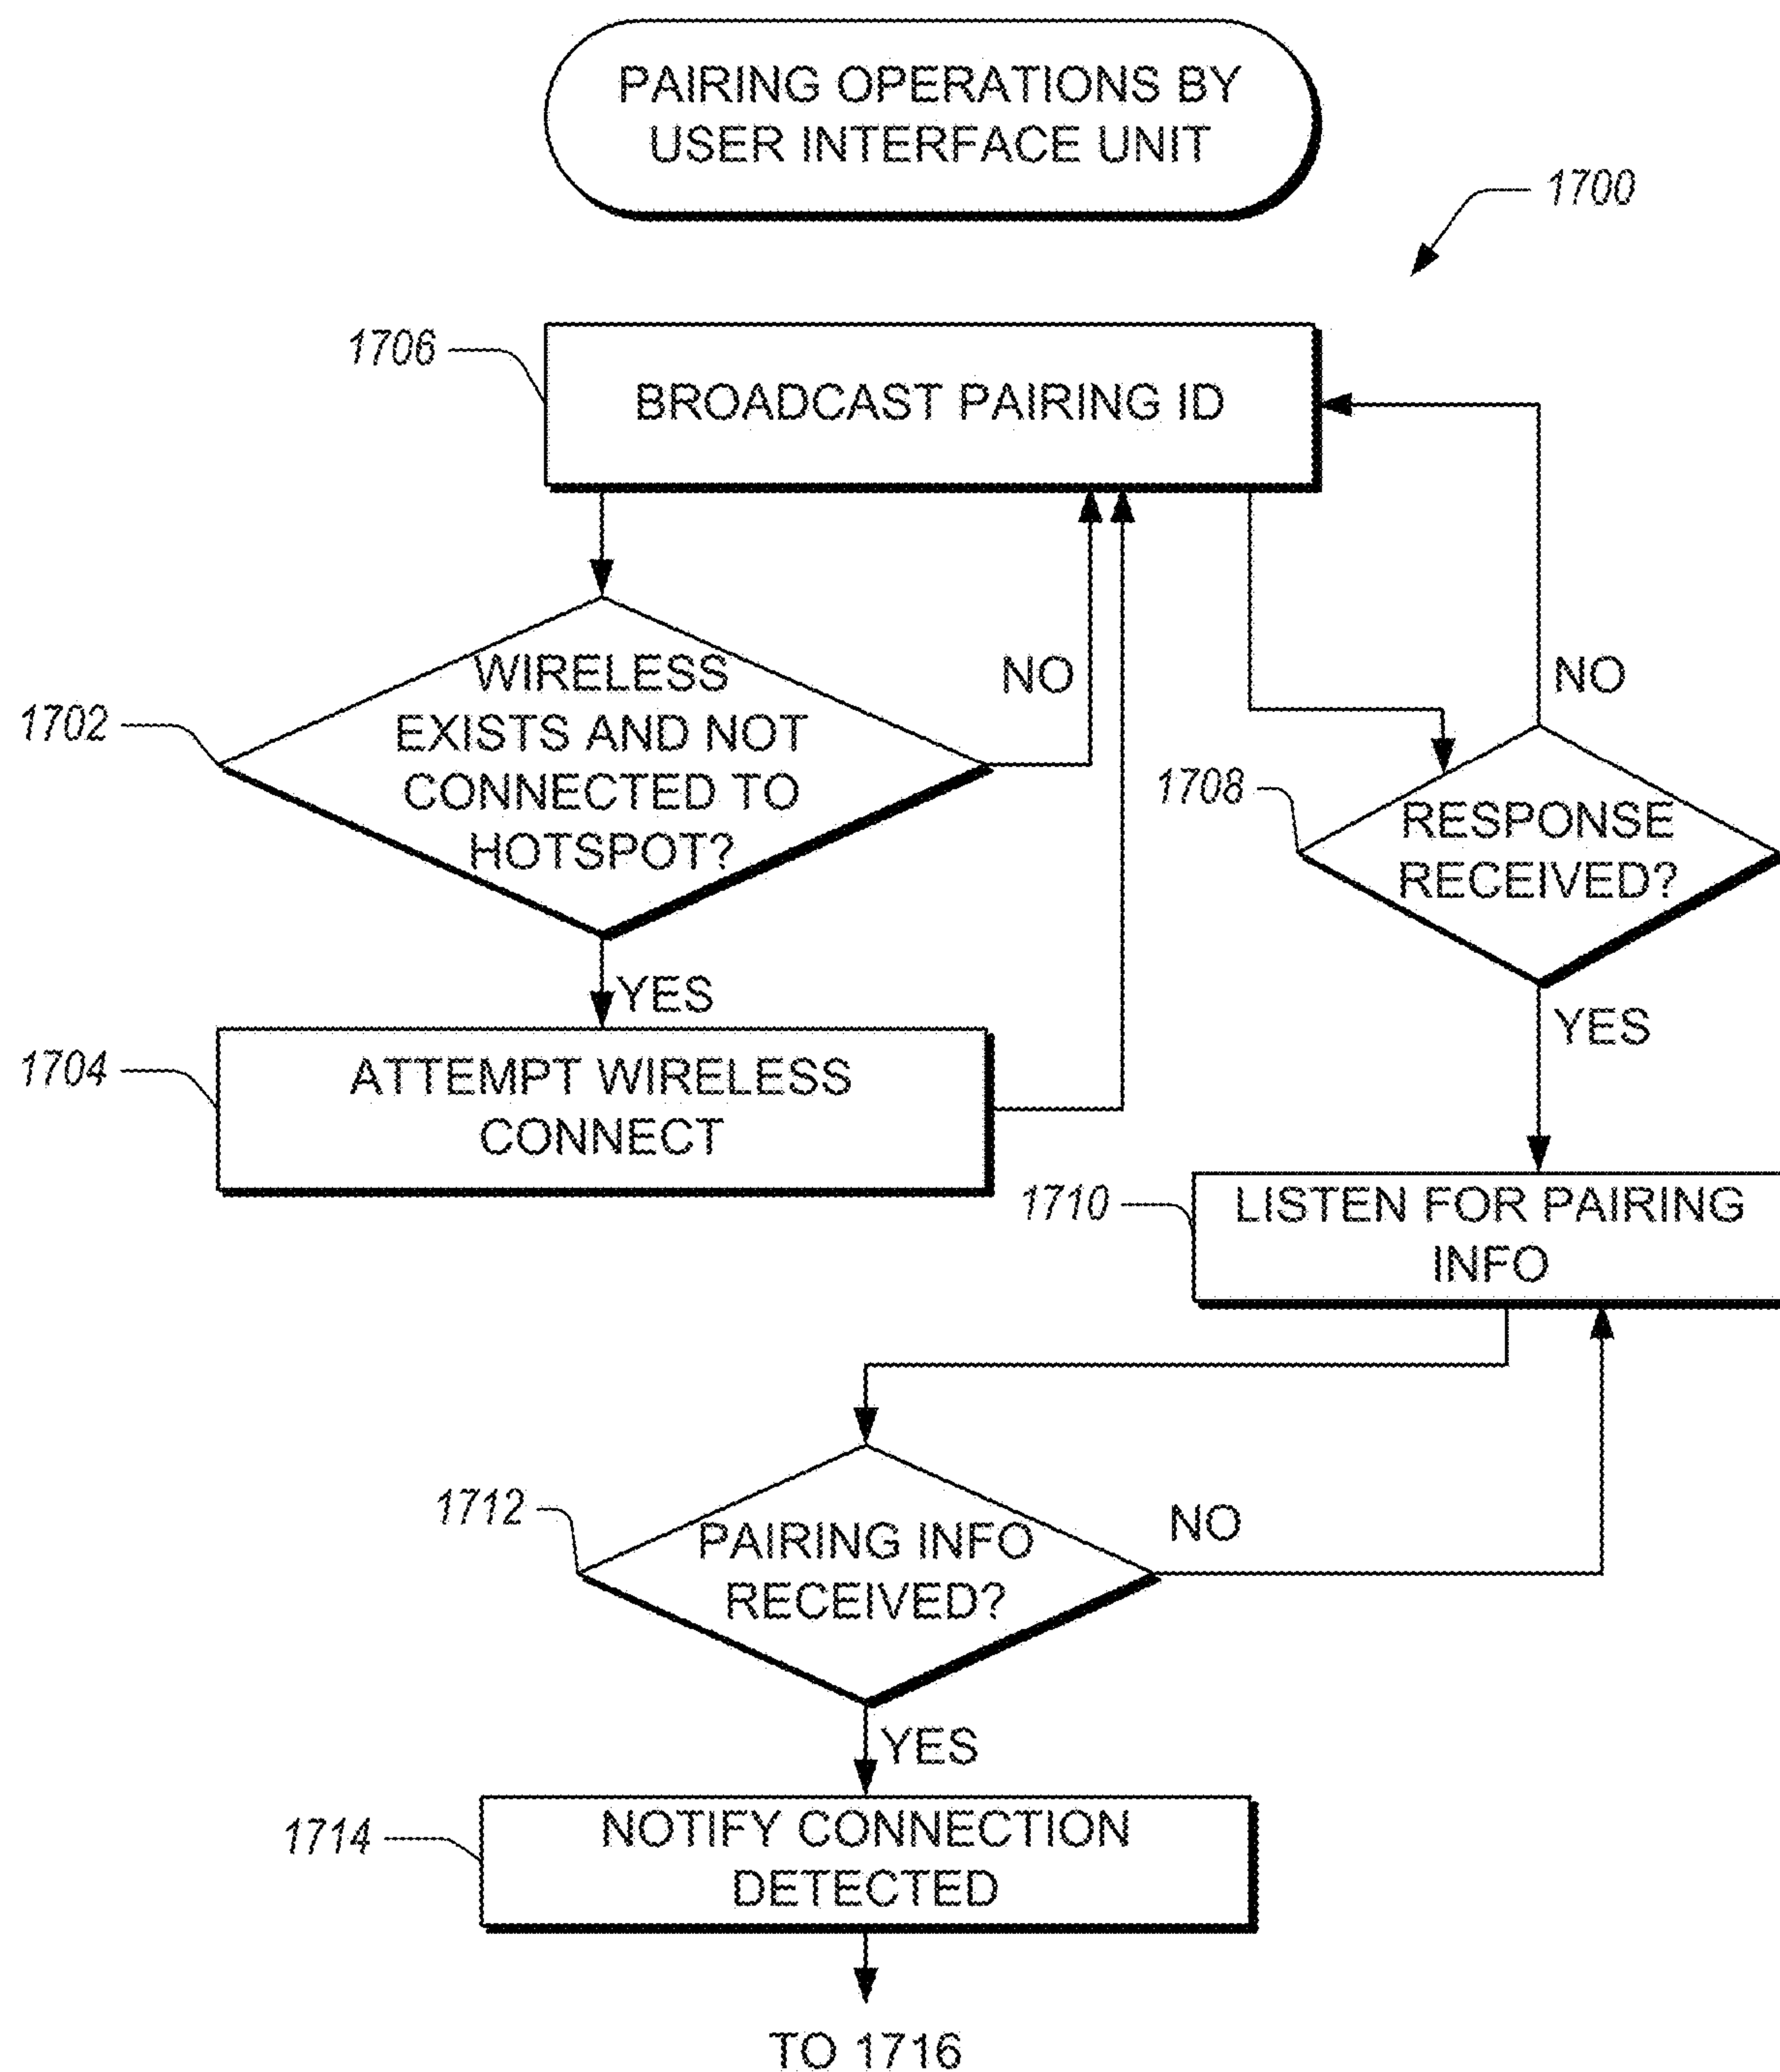 PAIRING OPERATIONS BY
USER INTERFACE UNIT
1700
1706
BROADCAST PAIRING ID
1702
WIRELESS
EXISTS AND NOT
CONNECTED TO
HOTSPOT?
NO
NO
1708
RESPONSE
RECEIVED?
YES
YES
1704
ATTEMPT WIRELESS
CONNECT
1710
LISTEN FOR PAIRING
INFO
1712
PAIRING INFO
RECEIVED?
NO
YES
1714
NOTIFY CONNECTION
DETECTED
TO 1716